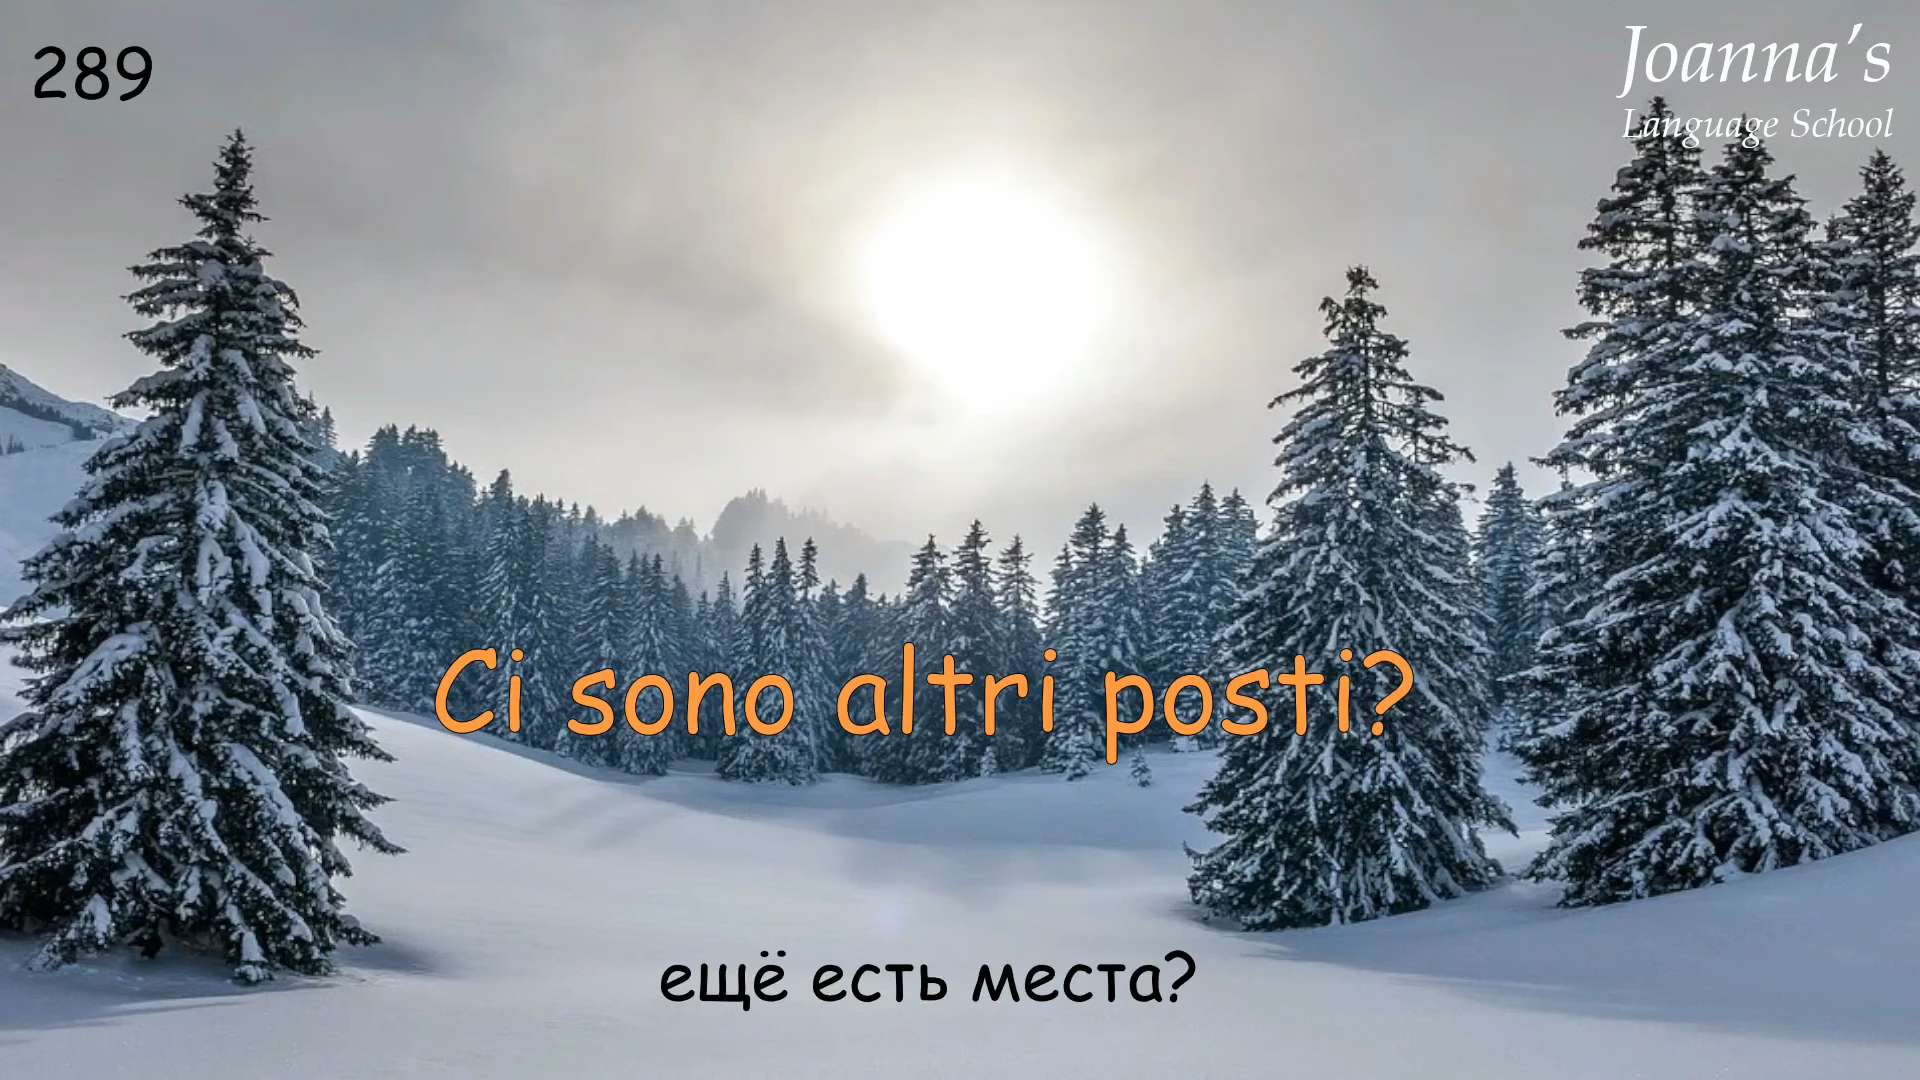 289
Joanna's
Language School
Ci sono altri posti?
ещё есть места?